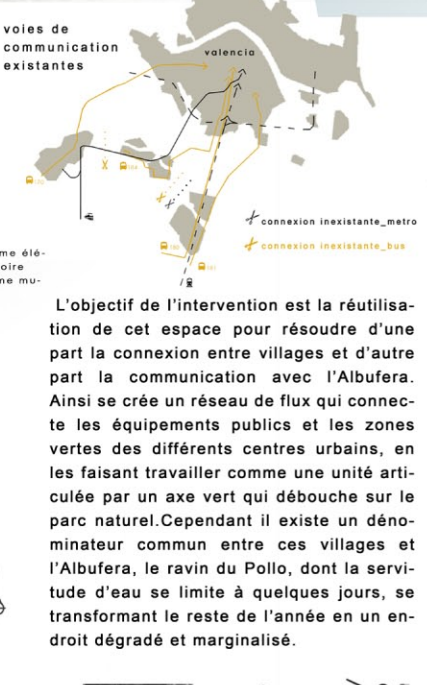 voies de
communication
existantes
valencia
connexion inexistante_metro
connexion inexistante_bus
me élé-
oire
ne mu-
L'objectif de l'intervention est la réutilisa-
tion de cet espace pour résoudre d'une
part la connexion entre villages et d'autre
part la communication avec l'Albufera.
Ainsi se crée un réseau de flux qui connec-
te les équipements publics et les zones
vertes des différents centres urbains, en
les faisant travailler comme une unité arti-
culée par un axe vert qui débouche sur le
parc naturel.Cependant il existe un déno-
minateur commun entre ces villages et
l'Albufera, le ravin du Pollo, dont la servi-
tude d'eau se limite à quelques jours, se
transformant le reste de l'année en un en-
droit dégradé et marginalisé.